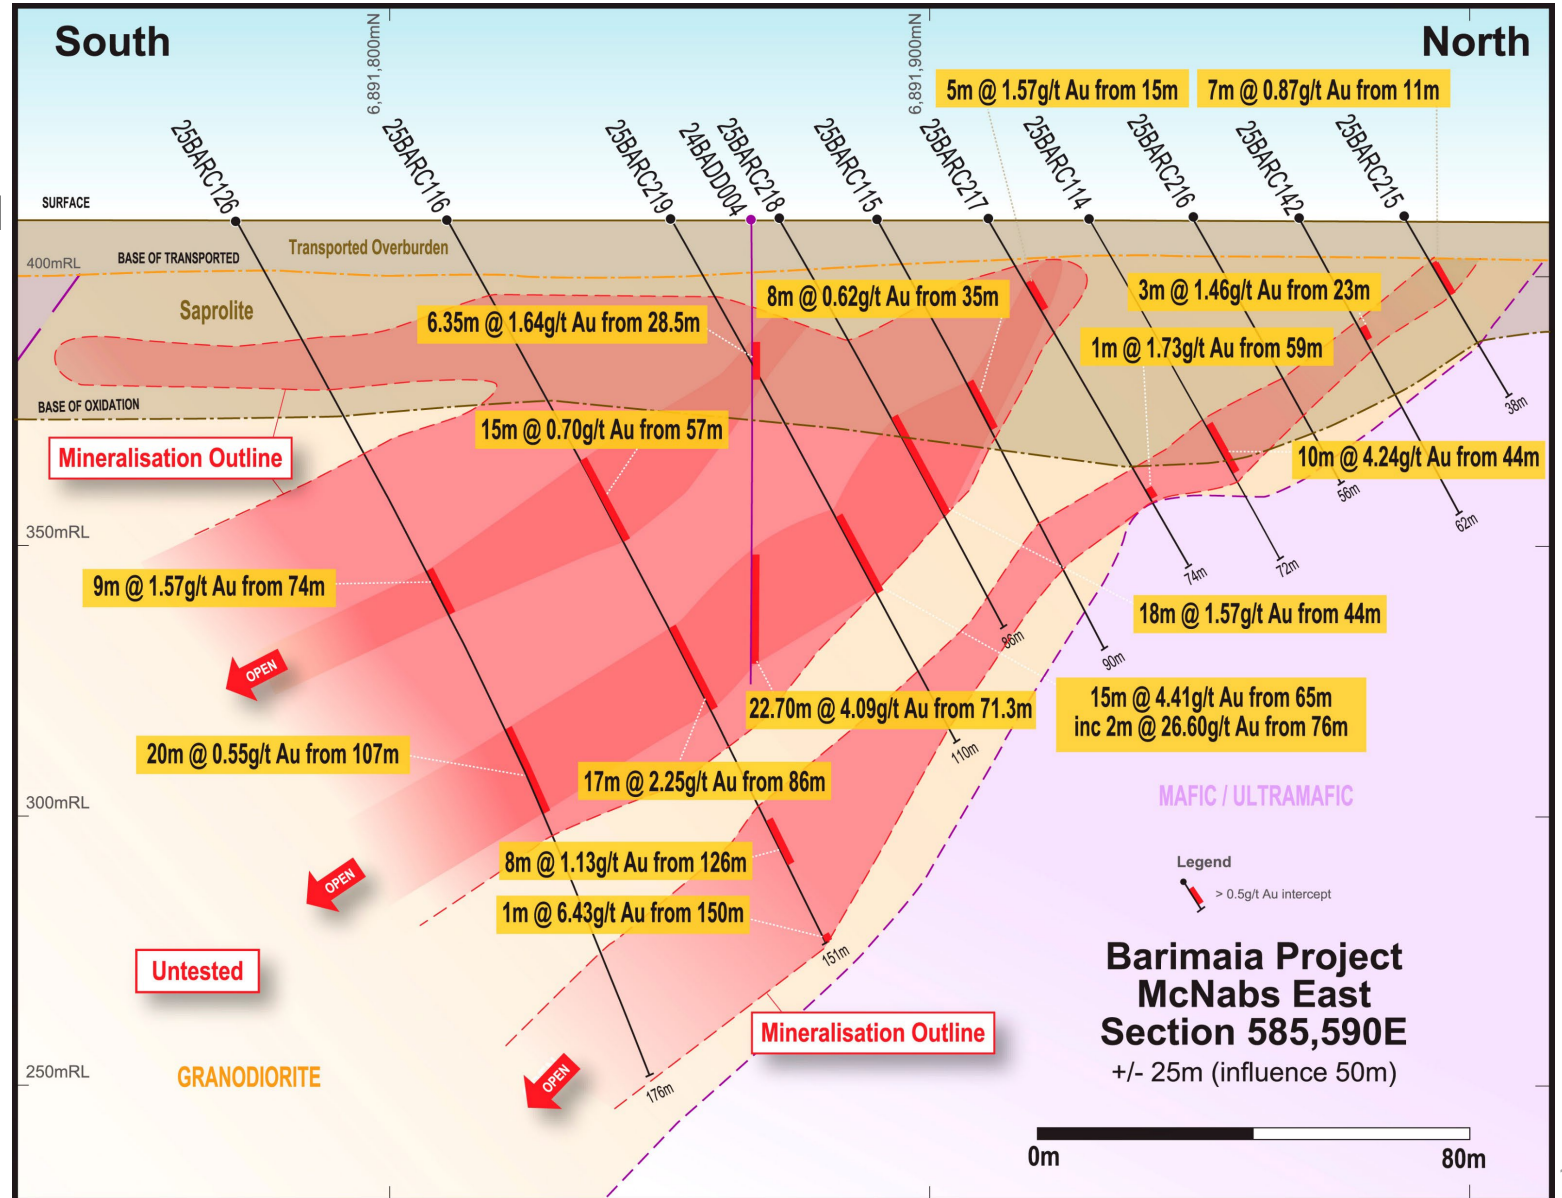 South
North
6,891,800mN
6,891,900mN
5m @ 1.57g/t Au from 15m
7m @ 0.87g/t Au from 11m
25BARC126
25BARC116
25BARC219
24BADD004
25BARC218
25BARC115
25BARC217
25BARC114
25BARC216
25BARC142
25BARC215
SURFACE
Transported Overburden
BASE OF TRANSPORTED
400mRL
Saprolite
8m @ 0.62g/t Au from 35m
3m @ 1.46g/t Au from 23m
6.35m @ 1.64g/t Au from 28.5m
1m @ 1.73g/t Au from 59m
BASE OF OXIDATION
38m
15m @ 0.70g/t Au from 57m
Mineralisation Outline
10m @ 4.24g/t Au from 44m
56m
62m
350mRL
74m
72m
9m @ 1.57g/t Au from 74m
18m @ 1.57g/t Au from 44m
86m
90m
OPEN
15m @ 4.41g/t Au from 65m
inc 2m @ 26.60g/t Au from 76m
22.70m @ 4.09g/t Au from 71.3m
20m @ 0.55g/t Au from 107m
110m
17m @ 2.25g/t Au from 86m
300mRL
MAFIC / ULTRAMAFIC
8m @ 1.13g/t Au from 126m
Legend
> 0.5g/t Au intercept
OPEN
1m @ 6.43g/t Au from 150m
151m
Untested
Barimaia Project
McNabs East
Section 585,590E
+/- 25m (influence 50m)
Mineralisation Outline
250mRL
GRANODIORITE
OPEN
176m
0m
80m